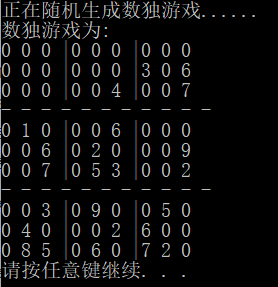 正在随机生成数独游戏......
数独游戏为:
0 0 0 |0 0 0 |0 0 0
0 0 0 |0 0 0 |3 0 6
0 0 0 |0 0 4 |0 0 7
- - - - - - - - - - -
0 1 0 |0 0 6 |0 0 0
0 0 6 |0 2 0 |0 0 9
0 0 7 |0 5 3 |0 0 2
- - - - - - - - - - -
0 0 3 |0 9 0 |0 5 0
0 4 0 |0 0 2 |6 0 0
0 8 5 |0 6 0 |7 2 0
请按任意键继续. . .